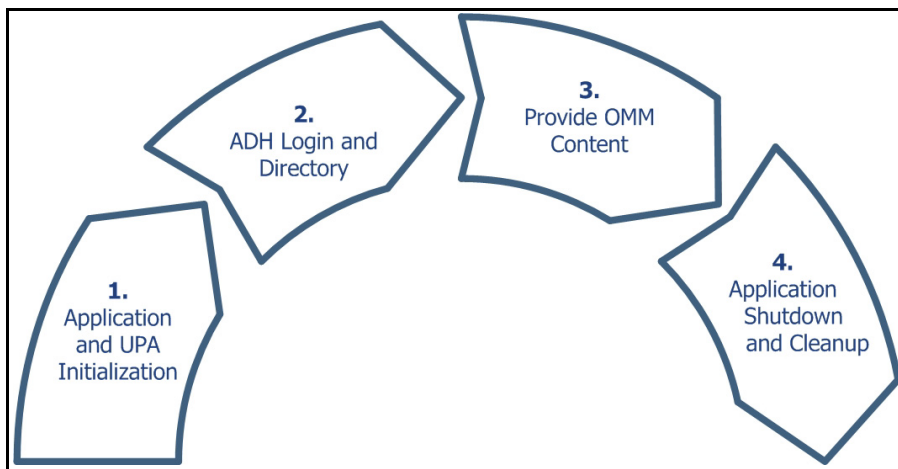 1.
Application
and UPA
Initialization
2.
ADH Login and
Directory
3.
Provide OMM
Content
4.
Application
Shutdown
and Cleanup